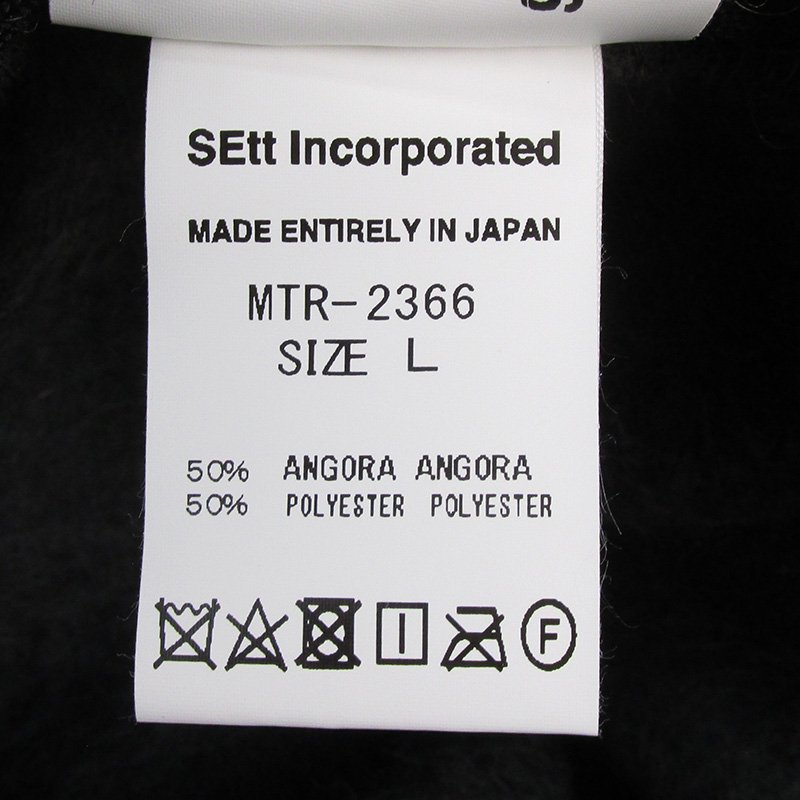 SEtt Incorporated
MADE ENTIRELY IN JAPAN
MTR-2366
SIZE L
50% ANGORA ANGORA
50% POLYESTER POLYESTER
F